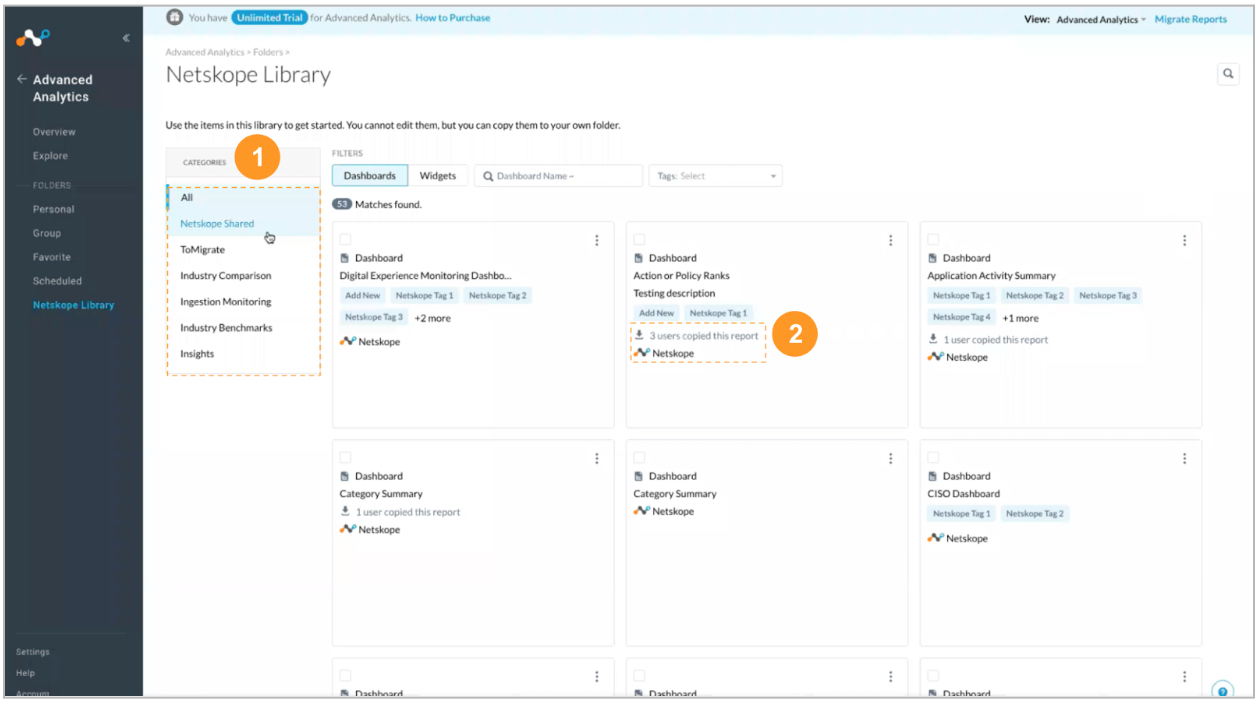 You have Unlimited Trial for Advanced Analytics. How to Purchase
View: Advanced Analytics Migrate Reports
«
Advanced Analytics > Folders >
Netskope Library
Advanced
Analytics
Overview
Explore
FOLDERS
Personal
Group
Favorite
Scheduled
Netskope Library
Settings
Help
Account
Use the items in this library to get started. You cannot edit them, but you can copy them to your own folder.
CATEGORIES
1
All
Netskope Shared
ToMigrate
Industry Comparison
Ingestion Monitoring
Industry Benchmarks
Insights
FILTERS
Dashboards Widgets Dashboard Name ~ Tags: Select
53 Matches found.
Dashboard
Digital Experience Monitoring Dashbo...
Add New Netskope Tag 1 Netskope Tag 2
Netskope Tag 3 +2 more
Netskope
Dashboard
Action or Policy Ranks
Testing description
Add New Netskope Tag 1
3 users copied this report
Netskope
2
Dashboard
Application Activity Summary
Netskope Tag 1 Netskope Tag 2 Netskope Tag 3
Netskope Tag 4 +1 more
1 user copied this report
Netskope
Dashboard
Category Summary
1 user copied this report
Netskope
Dashboard
Category Summary
Netskope
Dashboard
CISO Dashboard
Netskope Tag 1 Netskope Tag 2
Netskope
Dashboard
Dashboard
Dashboard
?